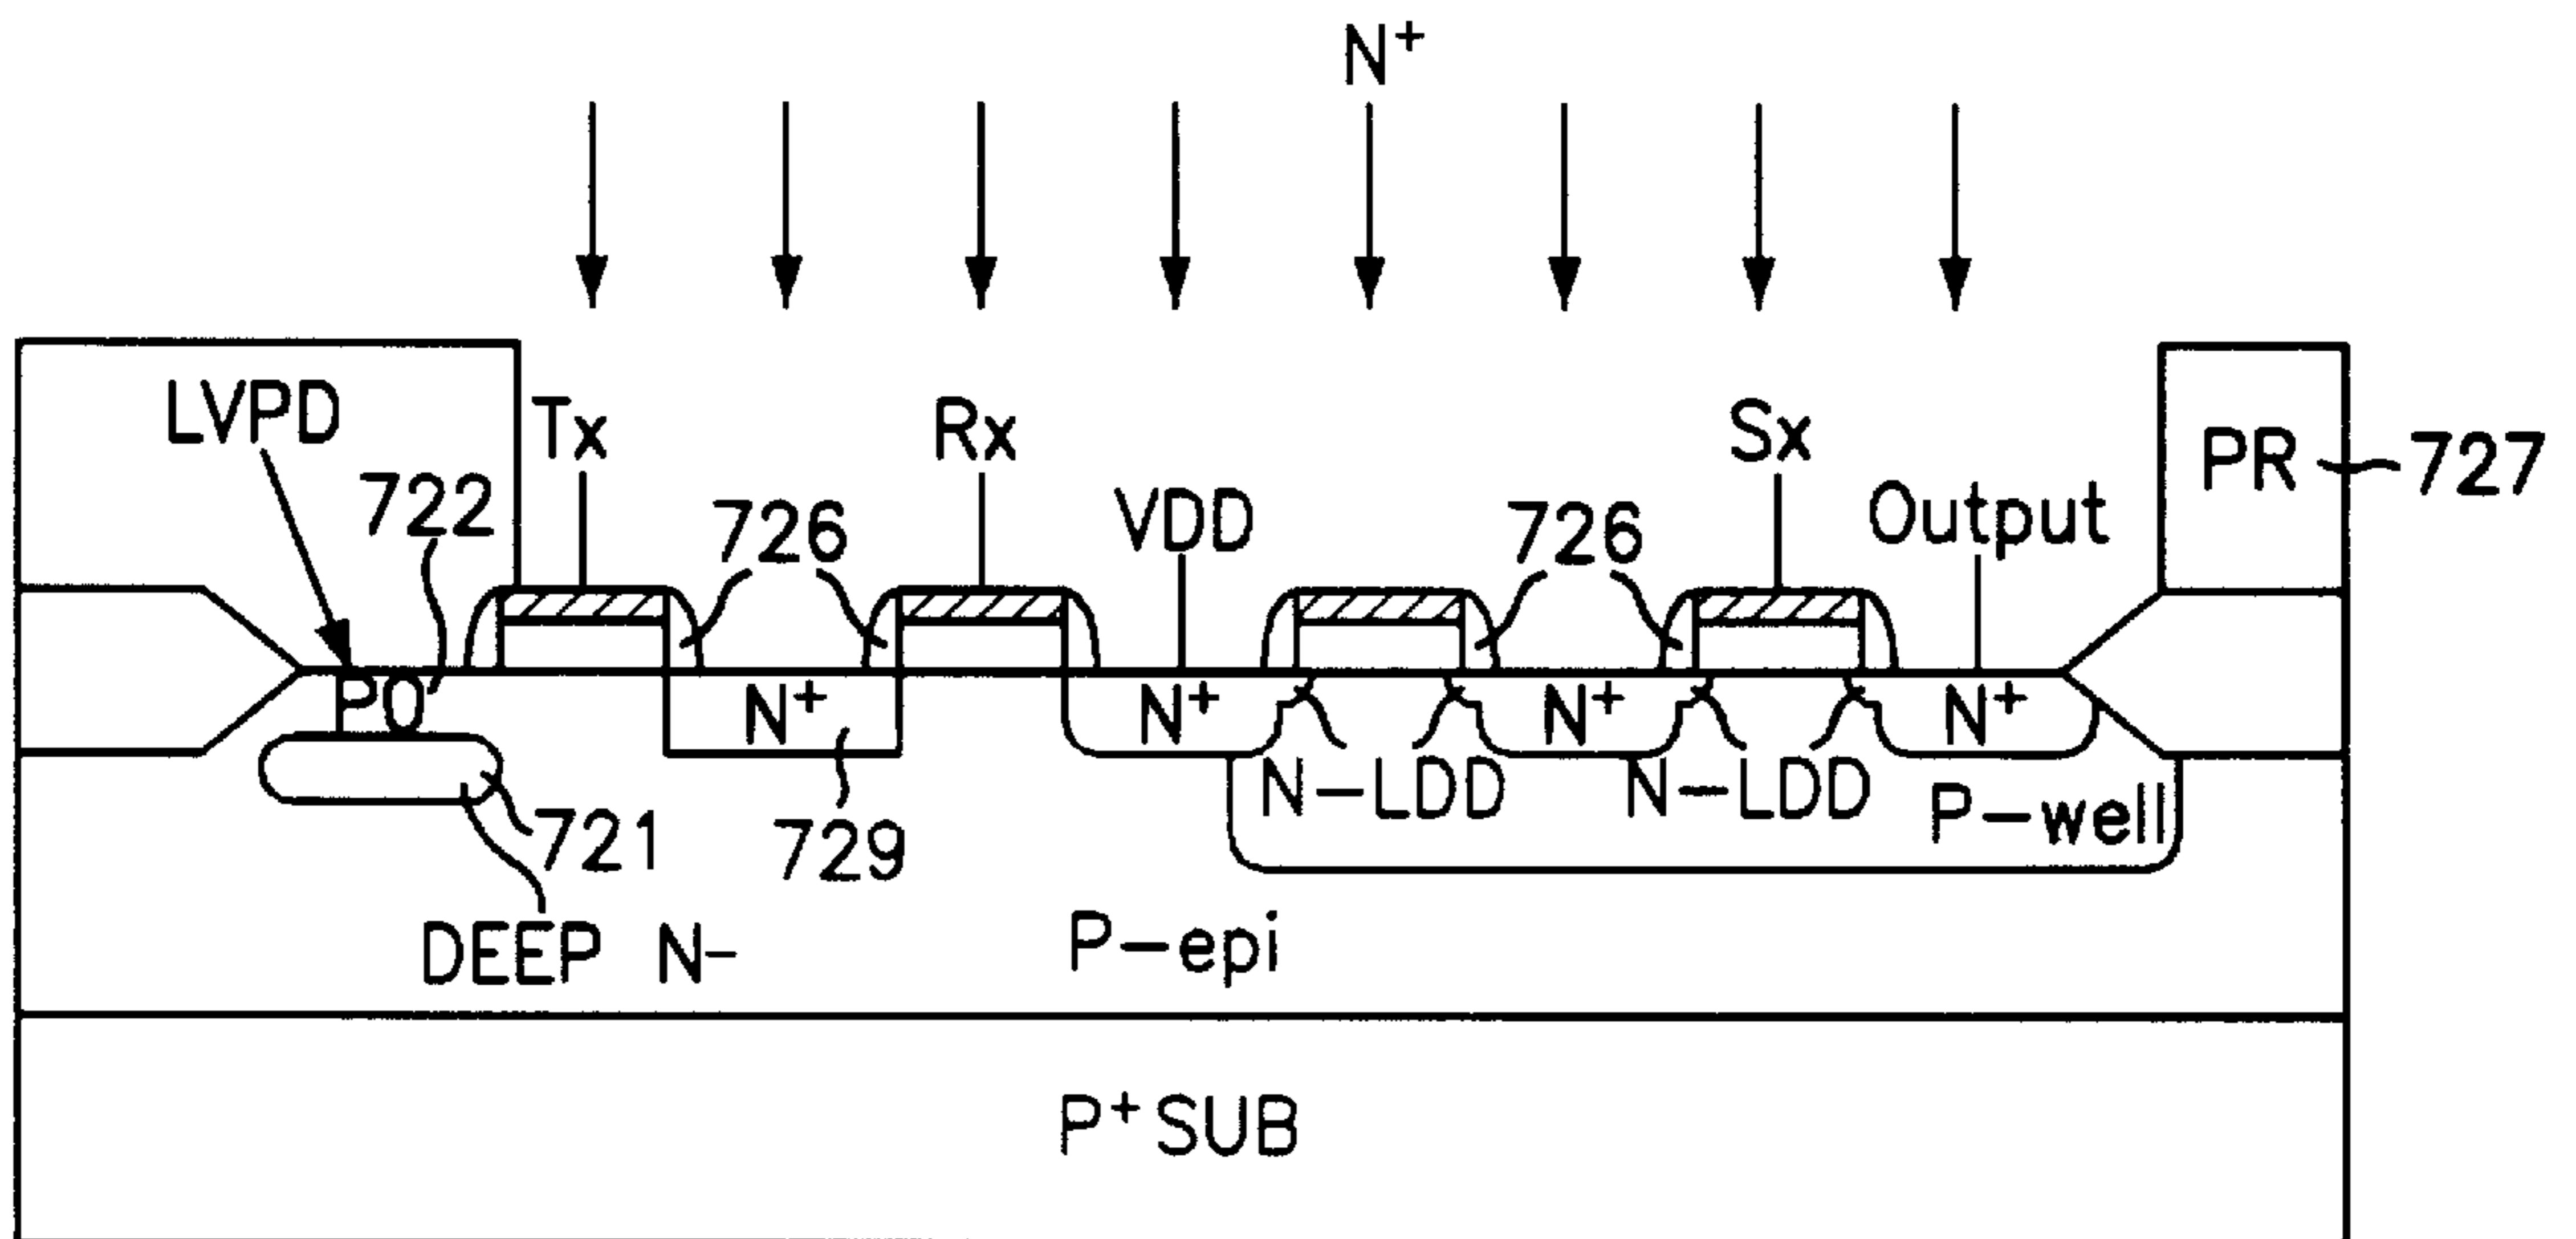 N+
LVPD
Tx
Rx
Sx
PR
727
722
726
VDD
726
Output
PO
N+
N+
N+
N+
721
729
N-LDD
N-LDD
P-well
DEEP N-
P-epi
P+ SUB